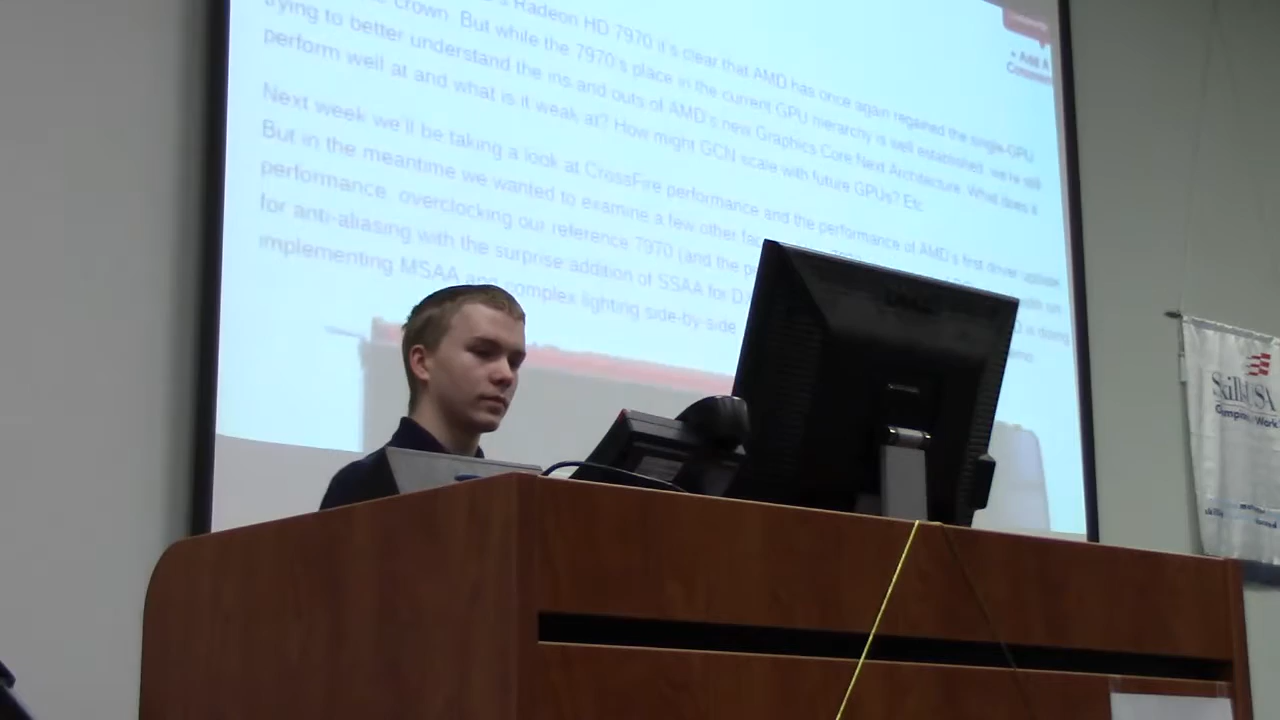 Radeon HD 7970 it's clear that AMD has once again regained the single-GPU
crown. But while the 7970's place in the current GPU hierarchy is well established, we're still
trying to better understand the ins and outs of AMD's new Graphics Core Next Architecture. What does it
perform well at and what is it weak at? How might GCN scale with future GPUs? Etc.
Next week we'll be taking a look at CrossFire performance and the performance of AMD's first driver update.
But in the meantime we wanted to examine a few other
performance, overclocking our reference 7970 (and the
for anti-aliasing with the surprise addition of SSAA for
is doing
implementing MSAA and complex lighting side-by-side
+ Add A
SkillsUSA